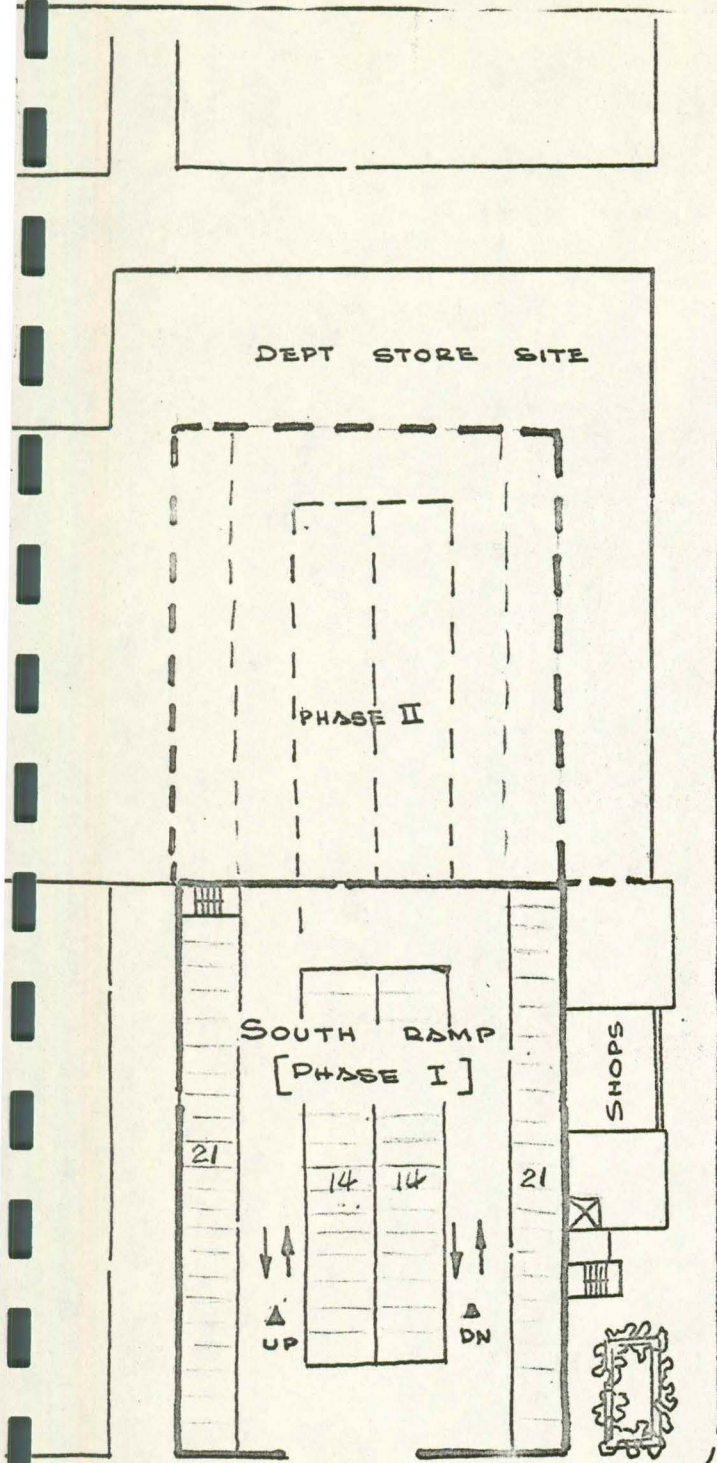 DEPT STORE SITE
PHASE II
SOUTH RAMP
[PHASE I]
SHOPS
21
14 14
21
UP
DN